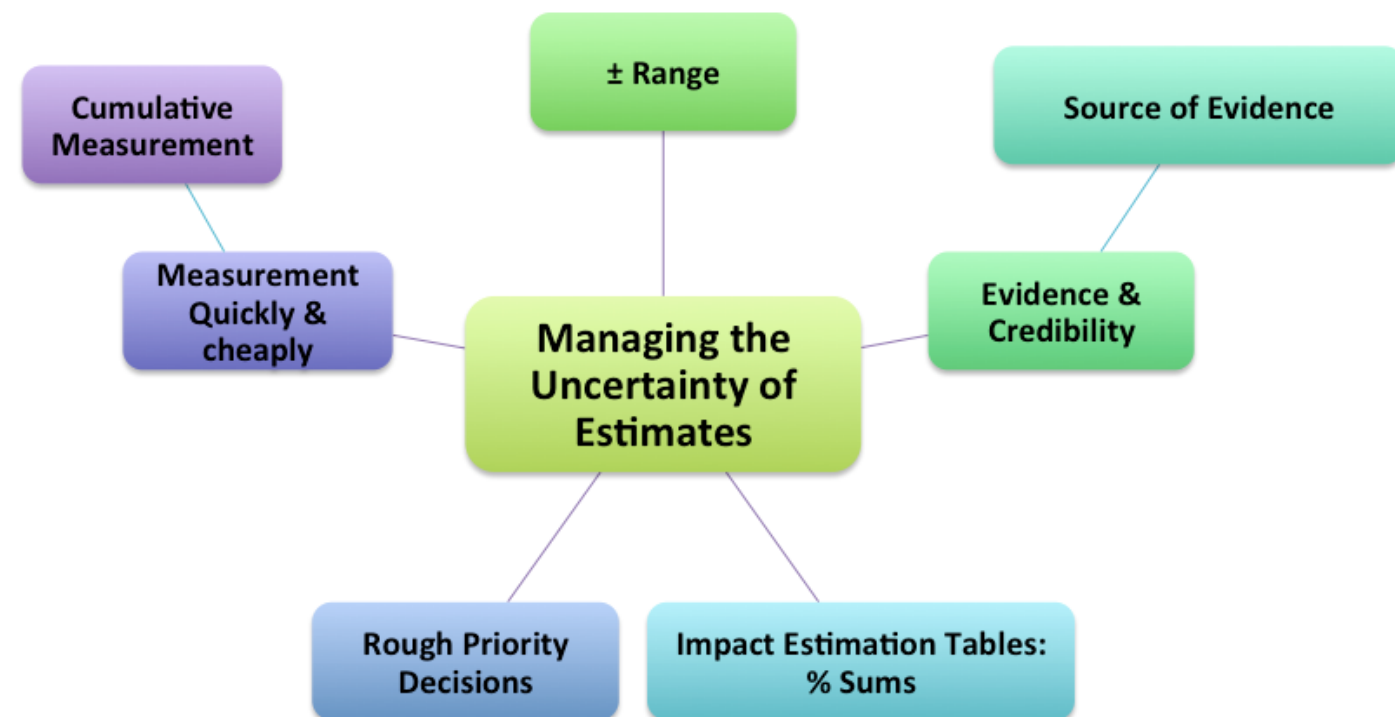 ± Range
Cumulative
Measurement
Source of Evidence
Measurement
Quickly &
cheaply
Evidence &
Credibility
Managing the
Uncertainty of
Estimates
Rough Priority
Decisions
Impact Estimation Tables:
% Sums